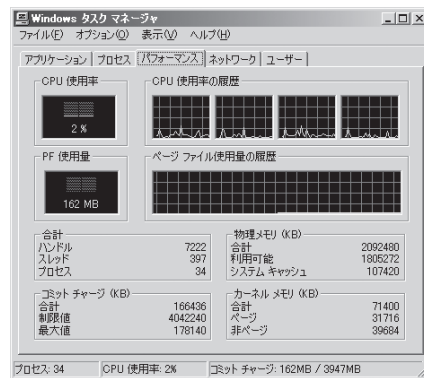 Windows タスク マネージャ
ファイル(F) オプション(O) 表示(V) ヘルプ(H)
アプリケーション プロセス パフォーマンス ネットワーク ユーザー
CPU 使用率
2 %
CPU 使用率の履歴
PF 使用量
162 MB
ページ ファイル使用量の履歴
合計
ハンドル 7222
スレッド 397
プロセス 34
物理メモリ (KB)
合計 2092480
利用可能 1805272
システム キャッシュ 107420
コミット チャージ (KB)
合計 166436
制限値 4042240
最大値 178140
カーネル メモリ (KB)
合計 71400
ページ 31716
非ページ 39684
プロセス: 34 CPU 使用率: 2% コミット チャージ: 162MB / 3947MB